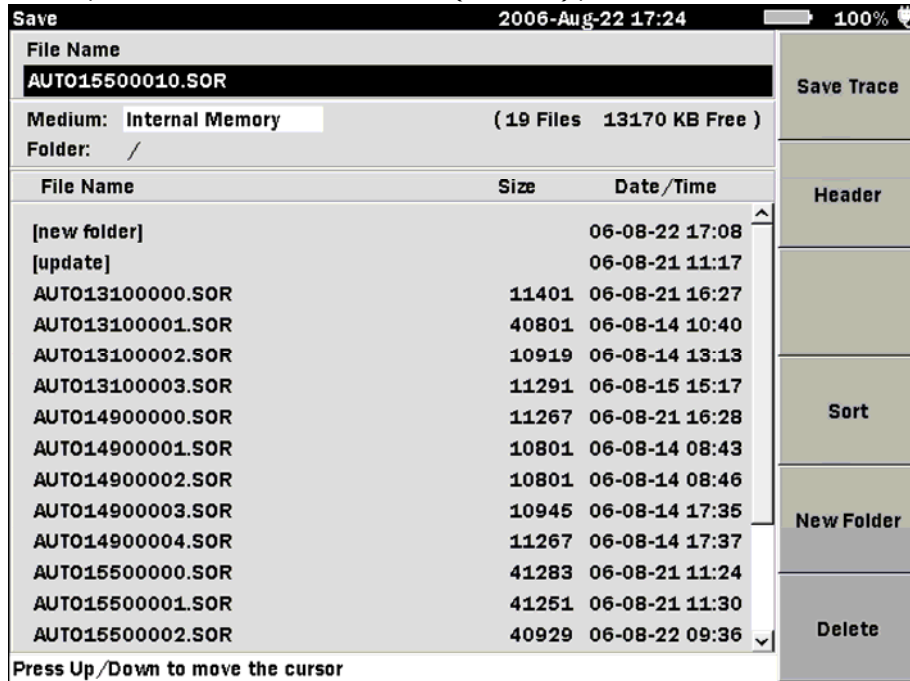 Save 2006-Aug-22 17:24 100%
File Name
AUTO15500010.SOR
Medium: Internal Memory (19 Files 13170 KB Free)
Folder: /
File Name Size Date/Time
[new folder] 06-08-22 17:08
[update] 06-08-21 11:17
AUTO13100000.SOR 11401 06-08-21 16:27
AUTO13100001.SOR 40801 06-08-14 10:40
AUTO13100002.SOR 10919 06-08-14 13:13
AUTO13100003.SOR 11291 06-08-15 15:17
AUTO14900000.SOR 11267 06-08-21 16:28
AUTO14900001.SOR 10801 06-08-14 08:43
AUTO14900002.SOR 10801 06-08-14 08:46
AUTO14900003.SOR 10945 06-08-14 17:35
AUTO14900004.SOR 11267 06-08-14 17:37
AUTO15500000.SOR 41283 06-08-21 11:24
AUTO15500001.SOR 41251 06-08-21 11:30
AUTO15500002.SOR 40929 06-08-22 09:36
Press Up/Down to move the cursor
Save Trace
Header
Sort
New Folder
Delete